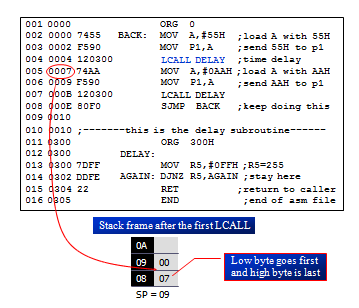 001 0000 ORG 0
002 0000 7455 BACK: MOV A,#55H ;load A with 55H
003 0002 F590 MOV P1,A ;send 55H to p1
004 0004 120300 LCALL DELAY ;time delay
005 0007 74AA MOV A,#0AAH ;load A with AAH
006 0009 F590 MOV P1,A ;send AAH to p1
007 000B 120300 LCALL DELAY
008 000E 80F0 SJMP BACK ;keep doing this
009 0010
010 0010 ;-------this is the delay subroutine------
011 0300 ORG 300H
012 0300 DELAY:
013 0300 7DFF MOV R5,#0FFH ;R5=255
014 0302 DDFE AGAIN: DJNZ R5,AGAIN ;stay here
015 0304 22 RET ;return to caller
016 0305 END ;end of asm file
Stack frame after the first LCALL
0A
09 00
08 07
SP = 09
Low byte goes first
and high byte is last